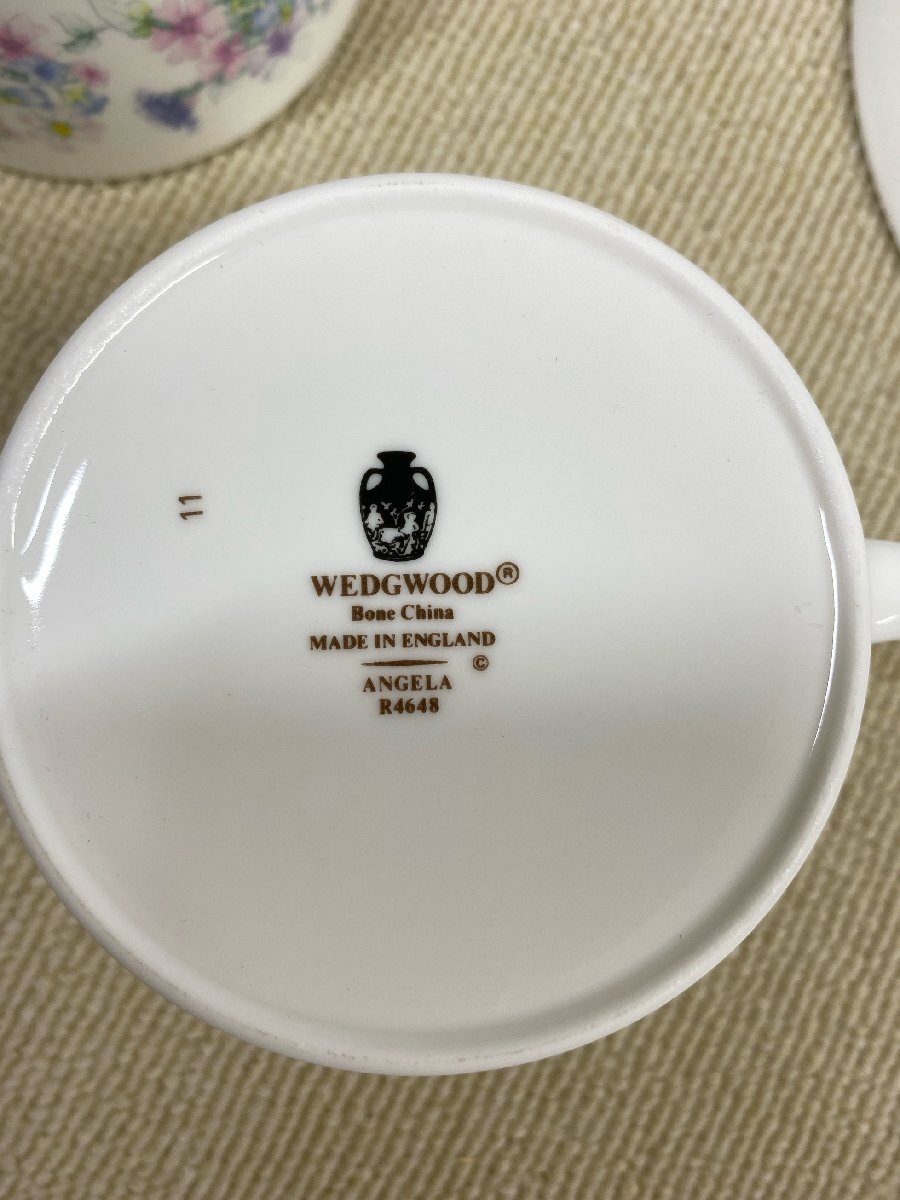 11
WEDGWOOD®
Bone China
MADE IN ENGLAND
©
ANGELA
R4648